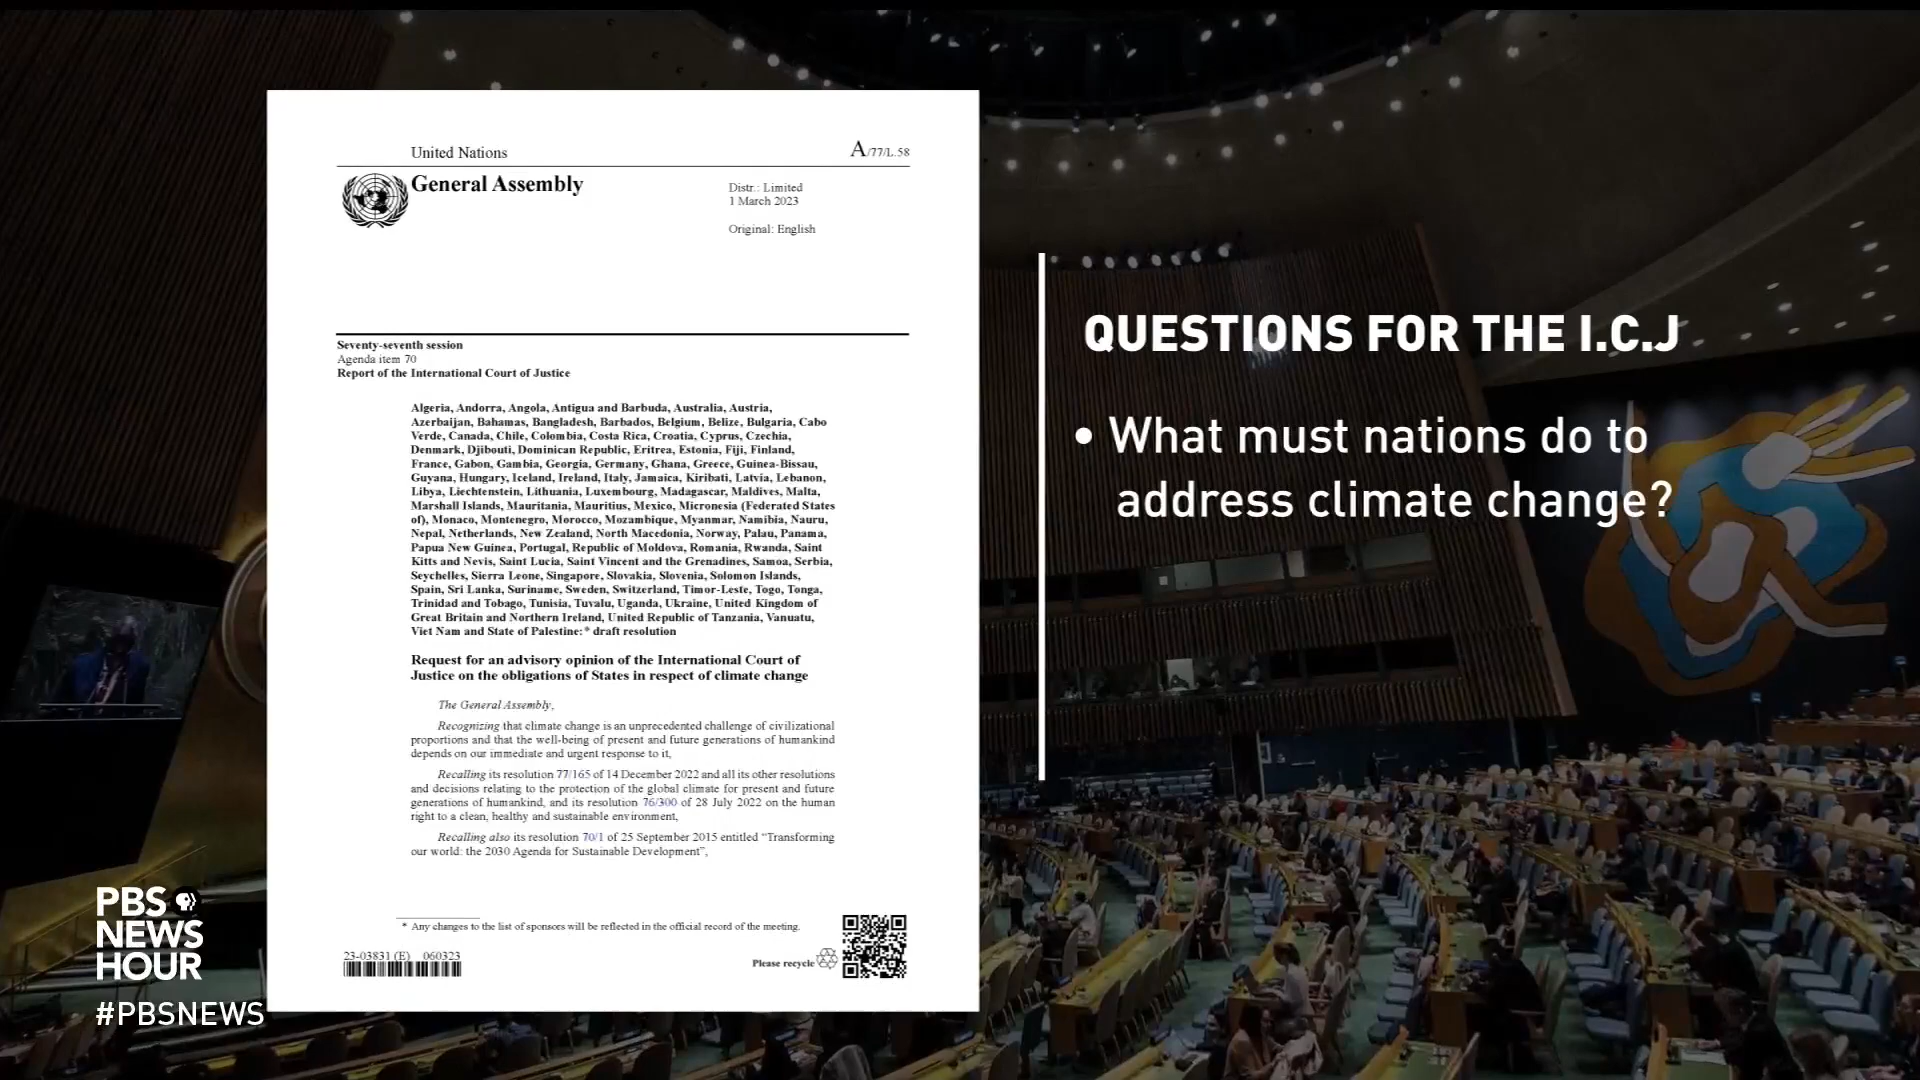 United Nations
A/77/L.58
General Assembly
Distr.: Limited
1 March 2023
Original: English
Seventy-seventh session
Agenda item 70
Report of the International Court of Justice
Algeria, Andorra, Angola, Antigua and Barbuda, Australia, Austria,
Azerbaijan, Bahamas, Bangladesh, Barbados, Belgium, Belize, Bulgaria, Cabo
Verde, Canada, Chile, Colombia, Costa Rica, Croatia, Cyprus, Czechia,
Denmark, Djibouti, Dominican Republic, Eritrea, Estonia, Fiji, Finland,
France, Gabon, Gambia, Georgia, Germany, Ghana, Greece, Guinea-Bissau,
Guyana, Hungary, Iceland, Ireland, Italy, Jamaica, Kiribati, Latvia, Lebanon,
Libya, Liechtenstein, Lithuania, Luxembourg, Madagascar, Maldives, Malta,
Marshall Islands, Mauritania, Mauritius, Mexico, Micronesia (Federated States
of), Monaco, Montenegro, Morocco, Mozambique, Myanmar, Namibia, Nauru,
Nepal, Netherlands, New Zealand, North Macedonia, Norway, Palau, Panama,
Papua New Guinea, Portugal, Republic of Moldova, Romania, Rwanda, Saint
Kitts and Nevis, Saint Lucia, Saint Vincent and the Grenadines, Samoa, Serbia,
Seychelles, Sierra Leone, Singapore, Slovakia, Slovenia, Solomon Islands,
Spain, Sri Lanka, Suriname, Sweden, Switzerland, Timor-Leste, Togo, Tonga,
Trinidad and Tobago, Tunisia, Tuvalu, Uganda, Ukraine, United Kingdom of
Great Britain and Northern Ireland, United Republic of Tanzania, Vanuatu,
Viet Nam and State of Palestine:* draft resolution
Request for an advisory opinion of the International Court of
Justice on the obligations of States in respect of climate change
The General Assembly,
Recognizing that climate change is an unprecedented challenge of civilizational
proportions and that the well-being of present and future generations of humankind
depends on our immediate and urgent response to it,
Recalling its resolution 77/165 of 14 December 2022 and all its other resolutions
and decisions relating to the protection of the global climate for present and future
generations of humankind, and its resolution 76/300 of 28 July 2022 on the human
right to a clean, healthy and sustainable environment,
Recalling also its resolution 70/1 of 25 September 2015 entitled “Transforming
our world: the 2030 Agenda for Sustainable Development”,
* Any changes to the list of sponsors will be reflected in the official record of the meeting.
23-03831 (E) 060323
Please recycle
QUESTIONS FOR THE I.C.J
• What must nations do to
address climate change?
PBS
NEWS
HOUR
#PBSNEWS